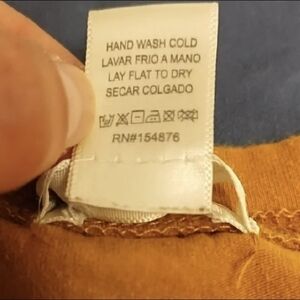 HAND WASH COLD
LAVAR FRIO A MANO
LAY FLAT TO DRY
SECAR COLGADO
RN#154876